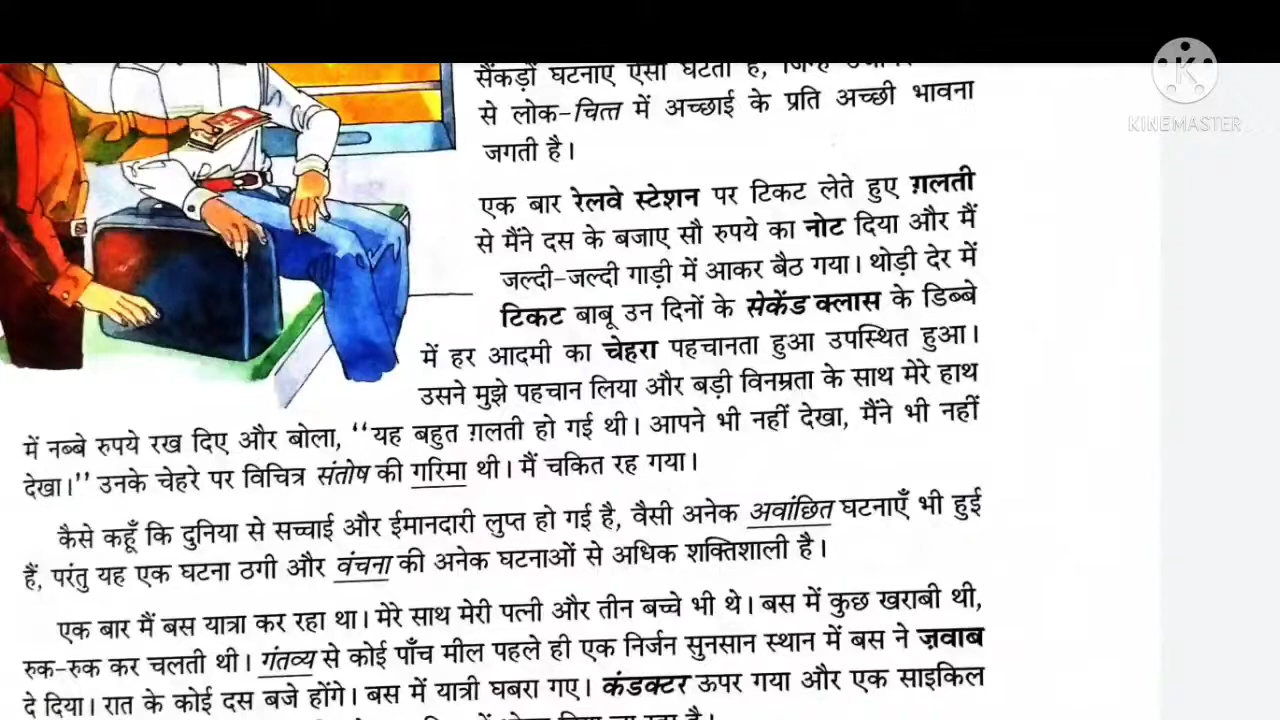 सैंकड़ों घटनाएँ ऐसी घटती हैं, जिन्हें
से लोक-चित्त में अच्छाई के प्रति अच्छी भावना
जगती है।
एक बार रेलवे स्टेशन पर टिकट लेते हुए ग़लती
से मैंने दस के बजाए सौ रुपये का नोट दिया और मैं
जल्दी-जल्दी गाड़ी में आकर बैठ गया। थोड़ी देर में
टिकट बाबू उन दिनों के सेकेंड क्लास के डिब्बे
में हर आदमी का चेहरा पहचानता हुआ उपस्थित हुआ।
उसने मुझे पहचान लिया और बड़ी विनम्रता के साथ मेरे हाथ
में नब्बे रुपये रख दिए और बोला, “यह बहुत ग़लती हो गई थी। आपने भी नहीं देखा, मैंने भी नहीं
देखा।” उनके चेहरे पर विचित्र संतोष की गरिमा थी। मैं चकित रह गया।
कैसे कहूँ कि दुनिया से सच्चाई और ईमानदारी लुप्त हो गई है, वैसी अनेक अवांछित घटनाएँ भी हुई
हैं, परंतु यह एक घटना ठगी और वंचना की अनेक घटनाओं से अधिक शक्तिशाली है।
एक बार मैं बस यात्रा कर रहा था। मेरे साथ मेरी पत्नी और तीन बच्चे भी थे। बस में कुछ खराबी थी,
रुक-रुक कर चलती थी। गंतव्य से कोई पाँच मील पहले ही एक निर्जन सुनसान स्थान में बस ने ज़वाब
दे दिया। रात के कोई दस बजे होंगे। बस में यात्री घबरा गए। कंडक्टर ऊपर गया और एक साइकिल
K
KINEMASTER